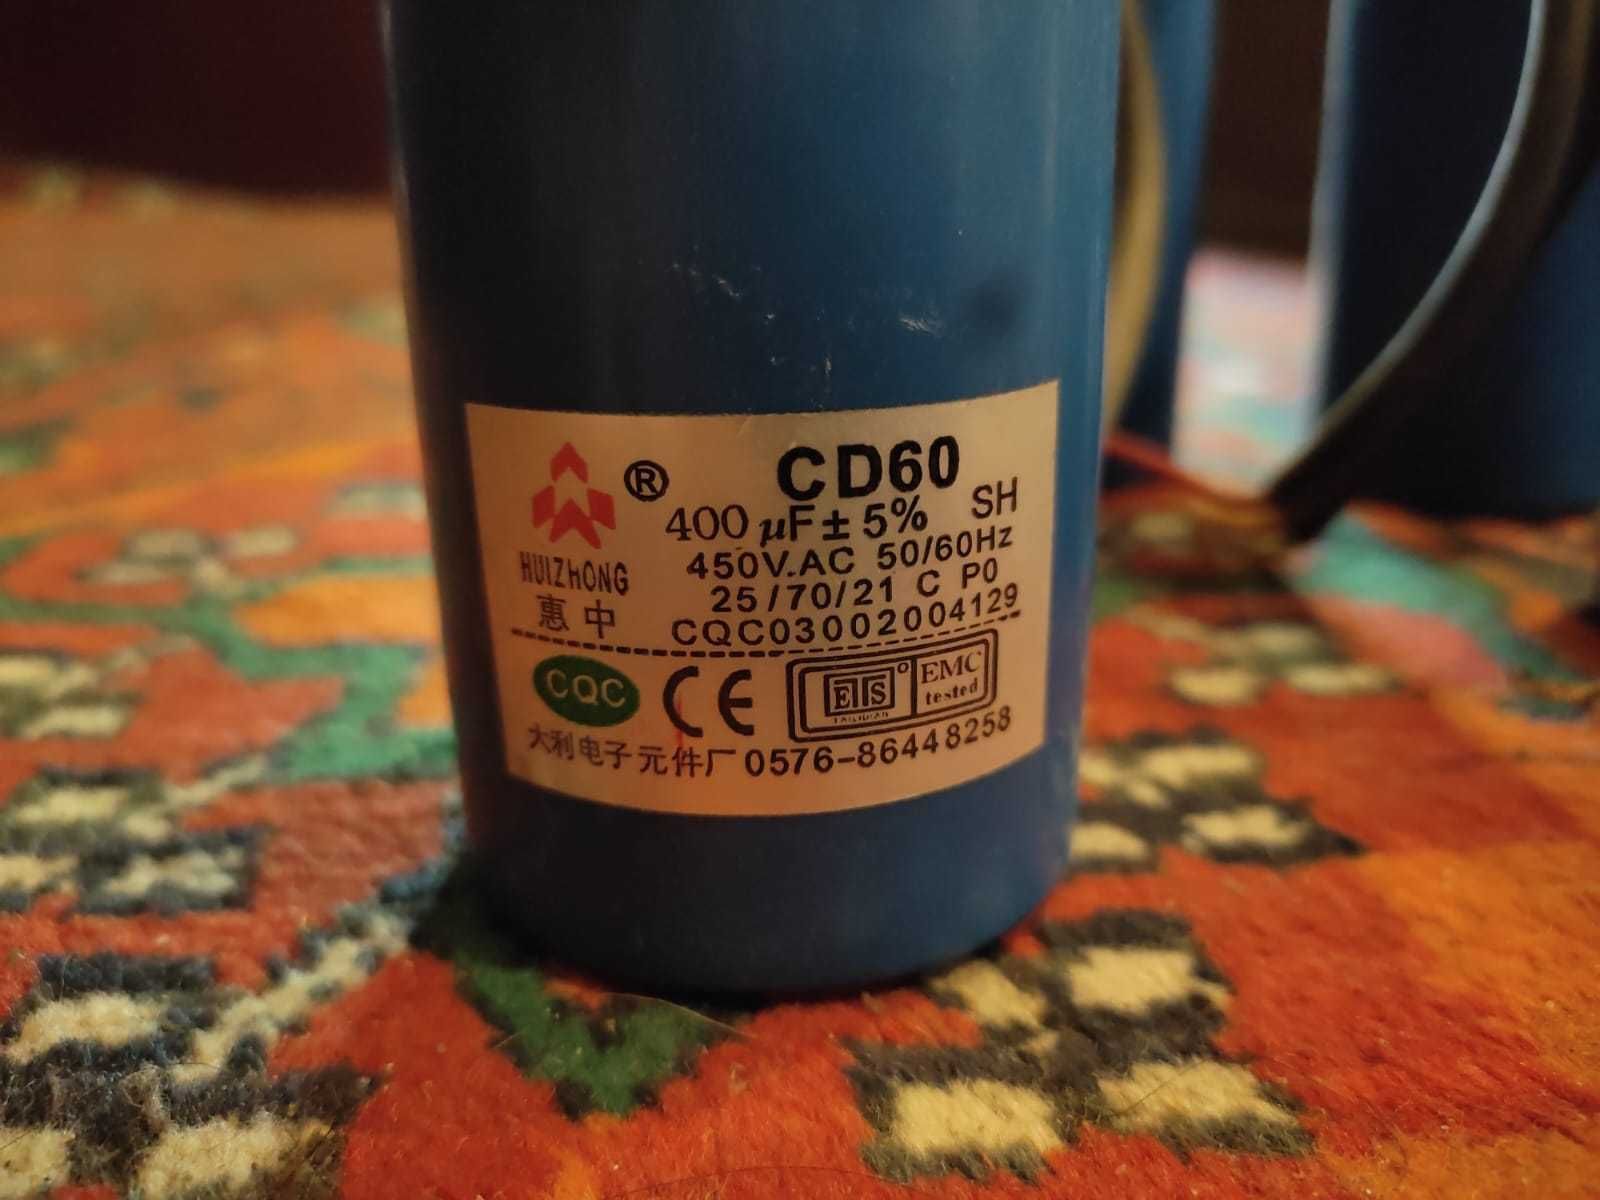 CD60
®
400 μF± 5% SH
HUIZHONG
惠中
450V.AC 50/60Hz
25/70/21 C P0
CQC03002004129
CQC
CE
EMC
tested
大利电子元件厂 0576-86448258